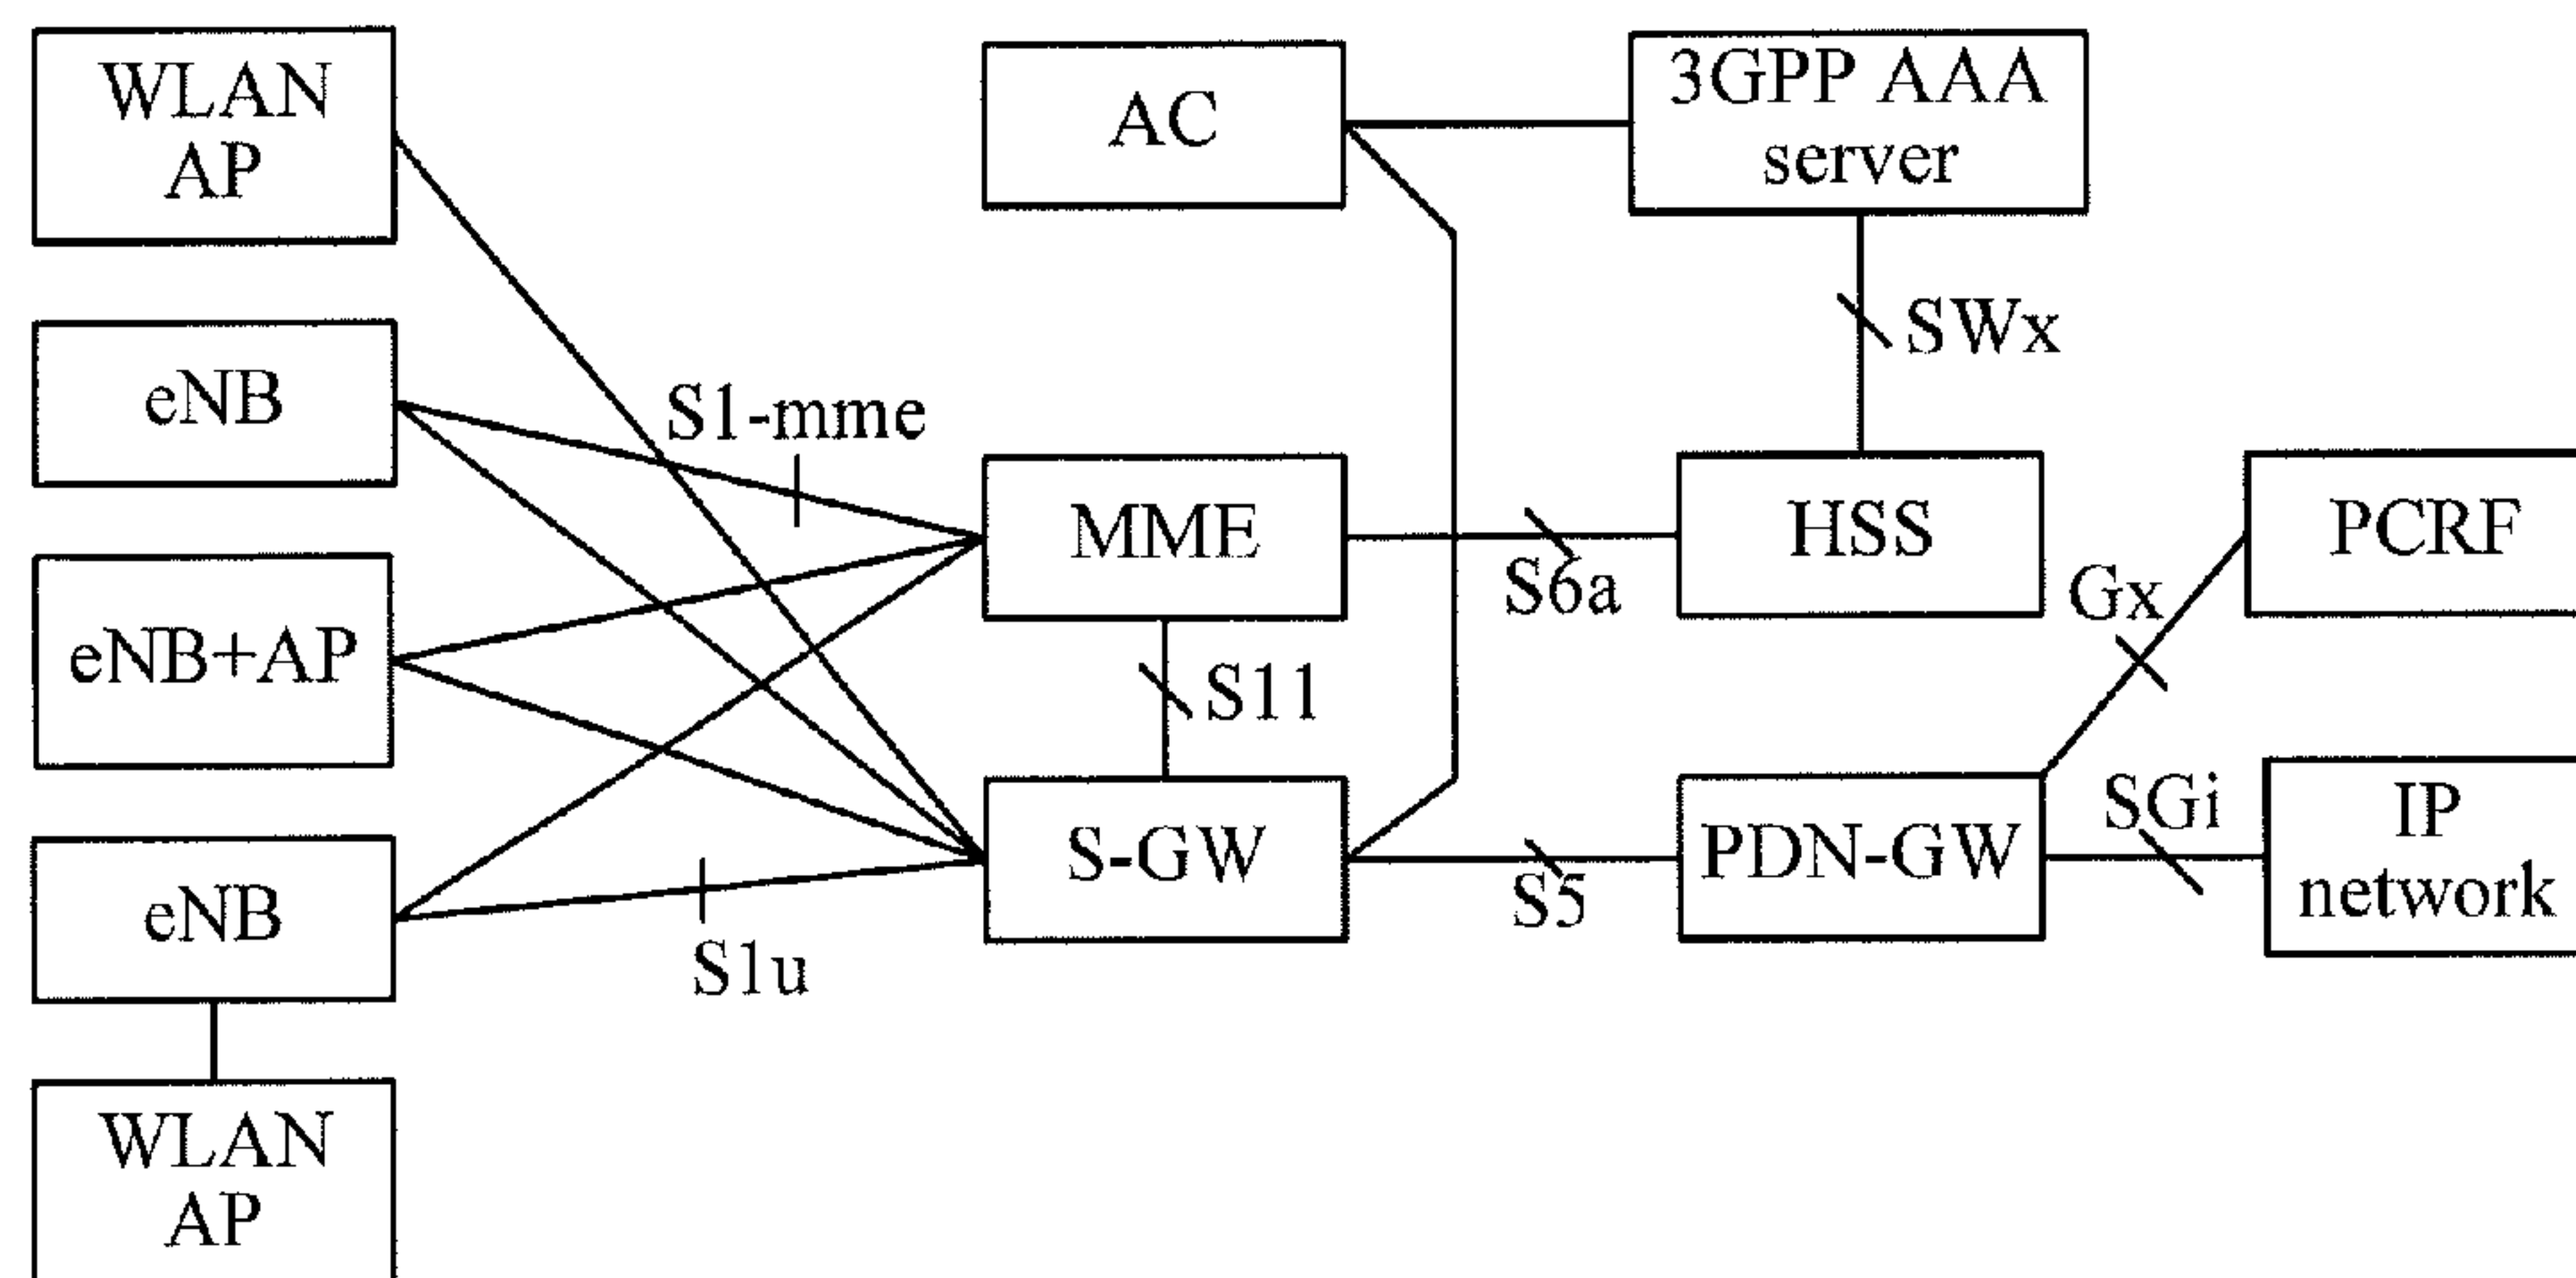 WLAN
AP
AC
3GPP AAA
server
SWx
eNB
S1-mme
MME
S6a
HSS
PCRF
Gx
eNB+AP
S11
S-GW
S5
PDN-GW
SGi
IP
network
eNB
S1u
WLAN
AP